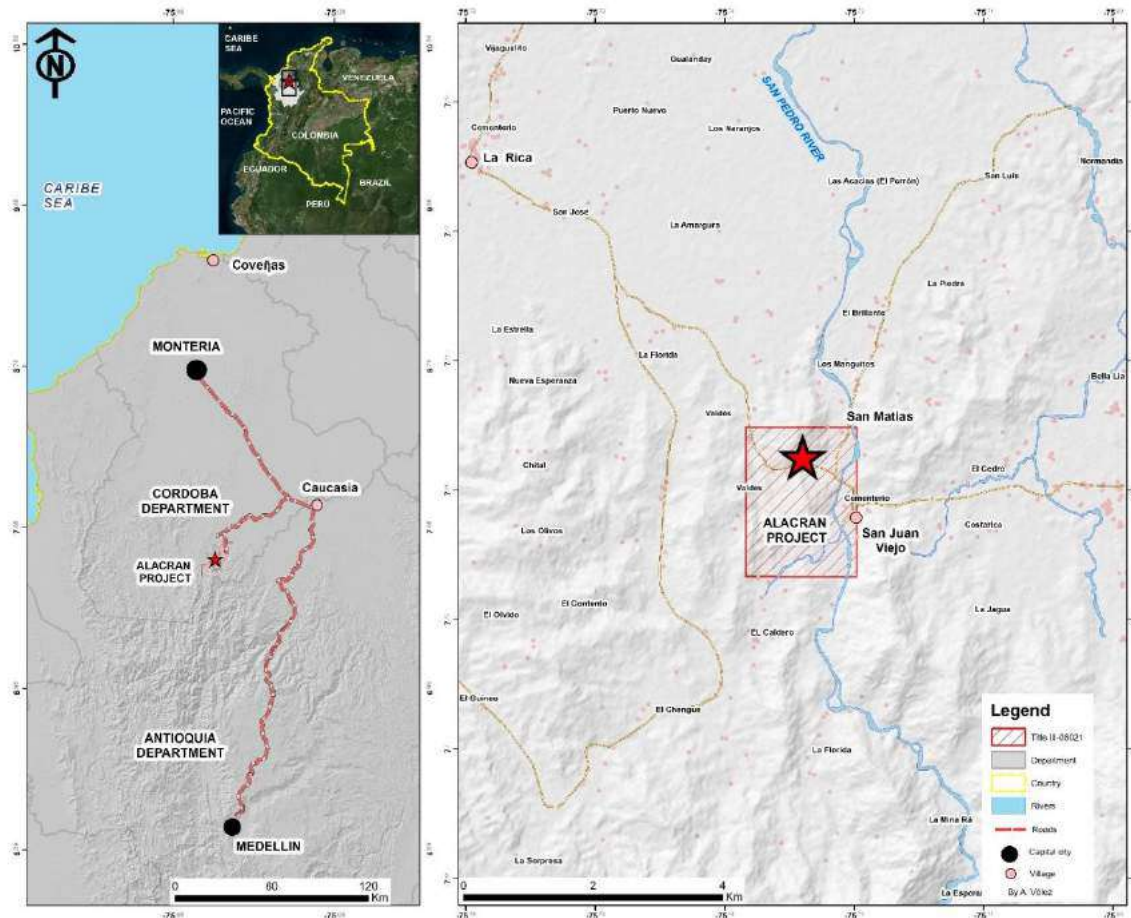 N
CARIBE
SEA
PACIFIC
OCEAN
VENEZUELA
COLOMBIA
ECUADOR
BRAZIL
PERÚ
CARIBE
SEA
Coveñas
MONTERIA
CORDOBA
DEPARTMENT
Caucasia
ALACRAN
PROJECT
ANTIOQUIA
DEPARTMENT
MEDELLIN
0 60 120
Km
Gualanday
Puerto Nuevo
Cementerio
Los Naranjos
SAN PEDRO RIVER
La Rica
Normandia
San Luis
Las Acacias (El Porrón)
San José
La Amargura
La Piedra
El Brillante
La Estrella
La Florida
Los Manguitos
Nueva Esperanza
Valdes
San Matias
Chital
Valdes
El Cedro
Cementerio
Los Olivos
ALACRAN
PROJECT
San Juan
Viejo
Costarica
El Contento
El Olvido
La Jagua
EL Caldero
El Guineo
El Chengue
La Florida
La Mina Rá
La Sorpresa
0 2 4
Km
Legend
Department
Country
Rivers
Roads
Capital city
Village
By A. Vélez